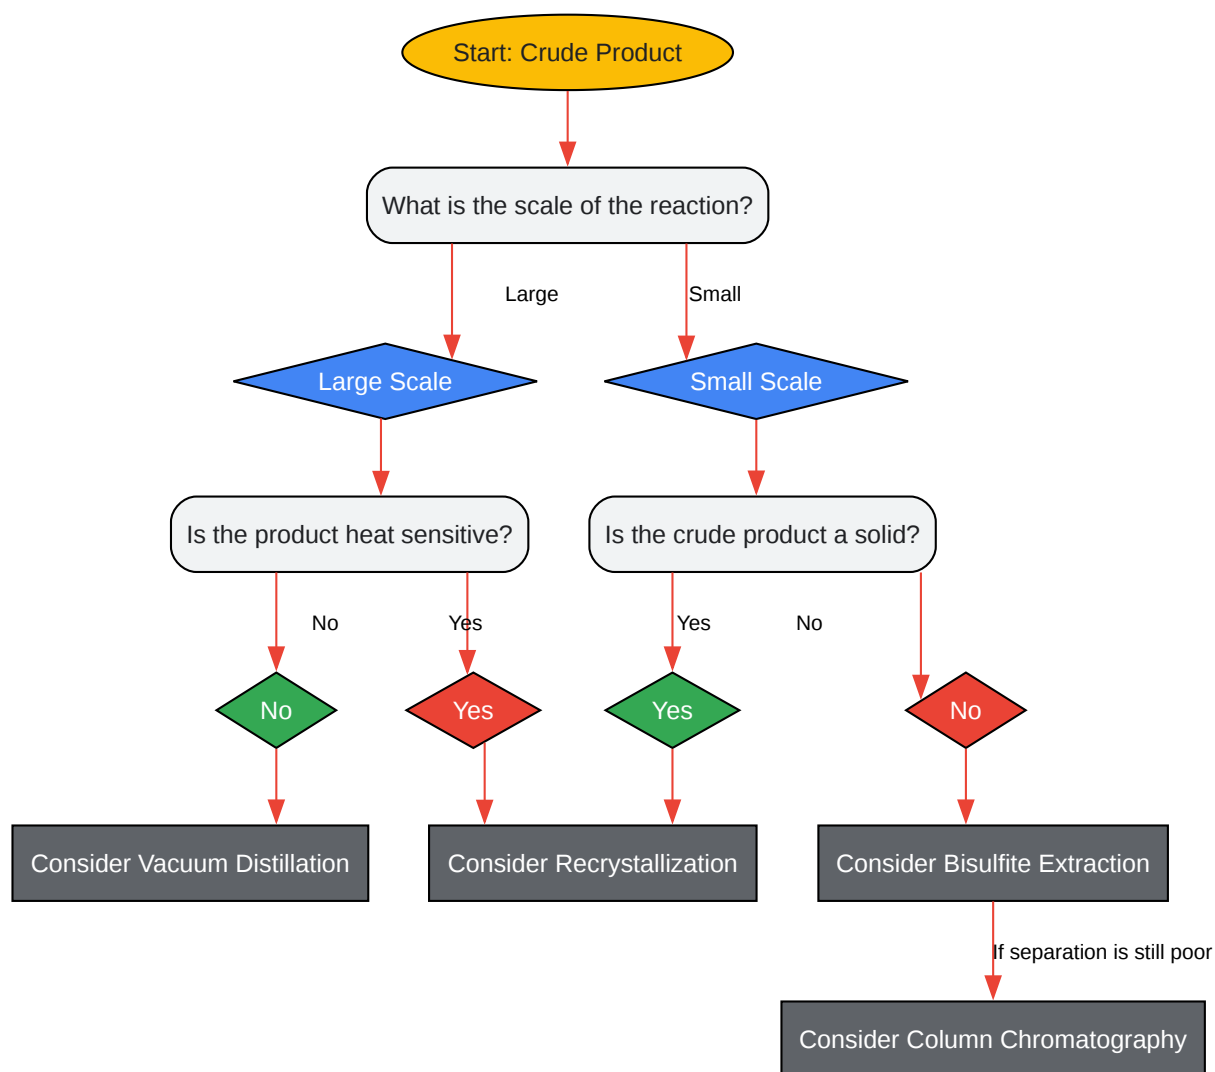 Start: Crude Product
What is the scale of the reaction?
Large
Small
Large Scale
Small Scale
Is the product heat sensitive?
Is the crude product a solid?
No
Yes
Yes
No
No
Yes
Yes
No
Consider Vacuum Distillation
Consider Recrystallization
Consider Bisulfite Extraction
If separation is still poor
Consider Column Chromatography